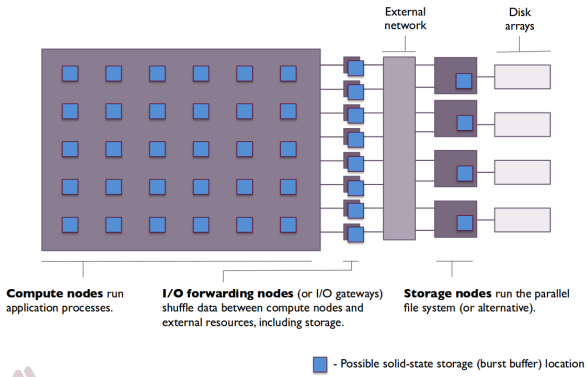 External
network
Disk
arrays
Compute nodes run
application processes.
I/O forwarding nodes (or I/O gateways)
shuffle data between compute nodes and
external resources, including storage.
Storage nodes run the parallel
file system (or alternative).
- Possible solid-state storage (burst buffer) location